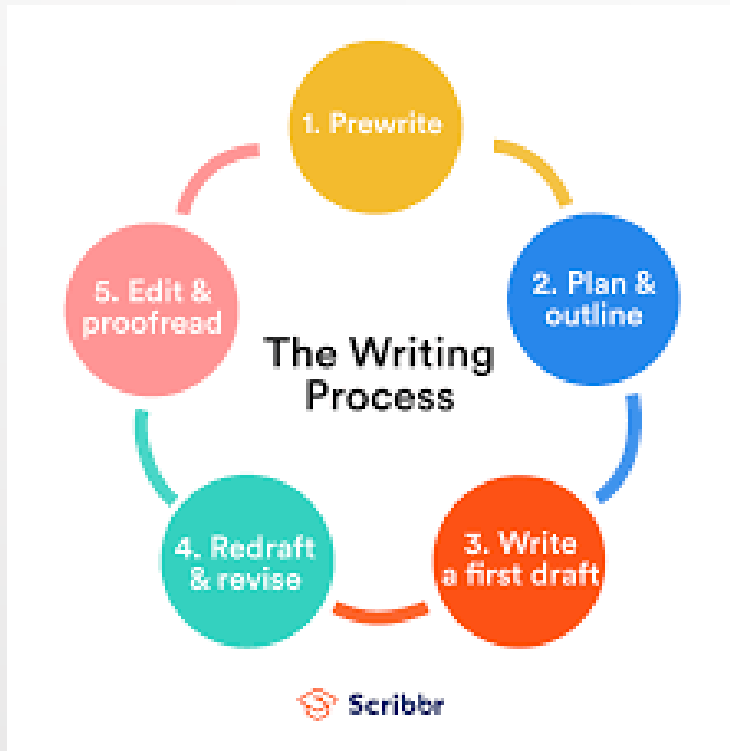 1. Prewrite
2. Plan &
outline
3. Write
a first draft
4. Redraft
& revise
5. Edit &
proofread
The Writing
Process
Scribbr